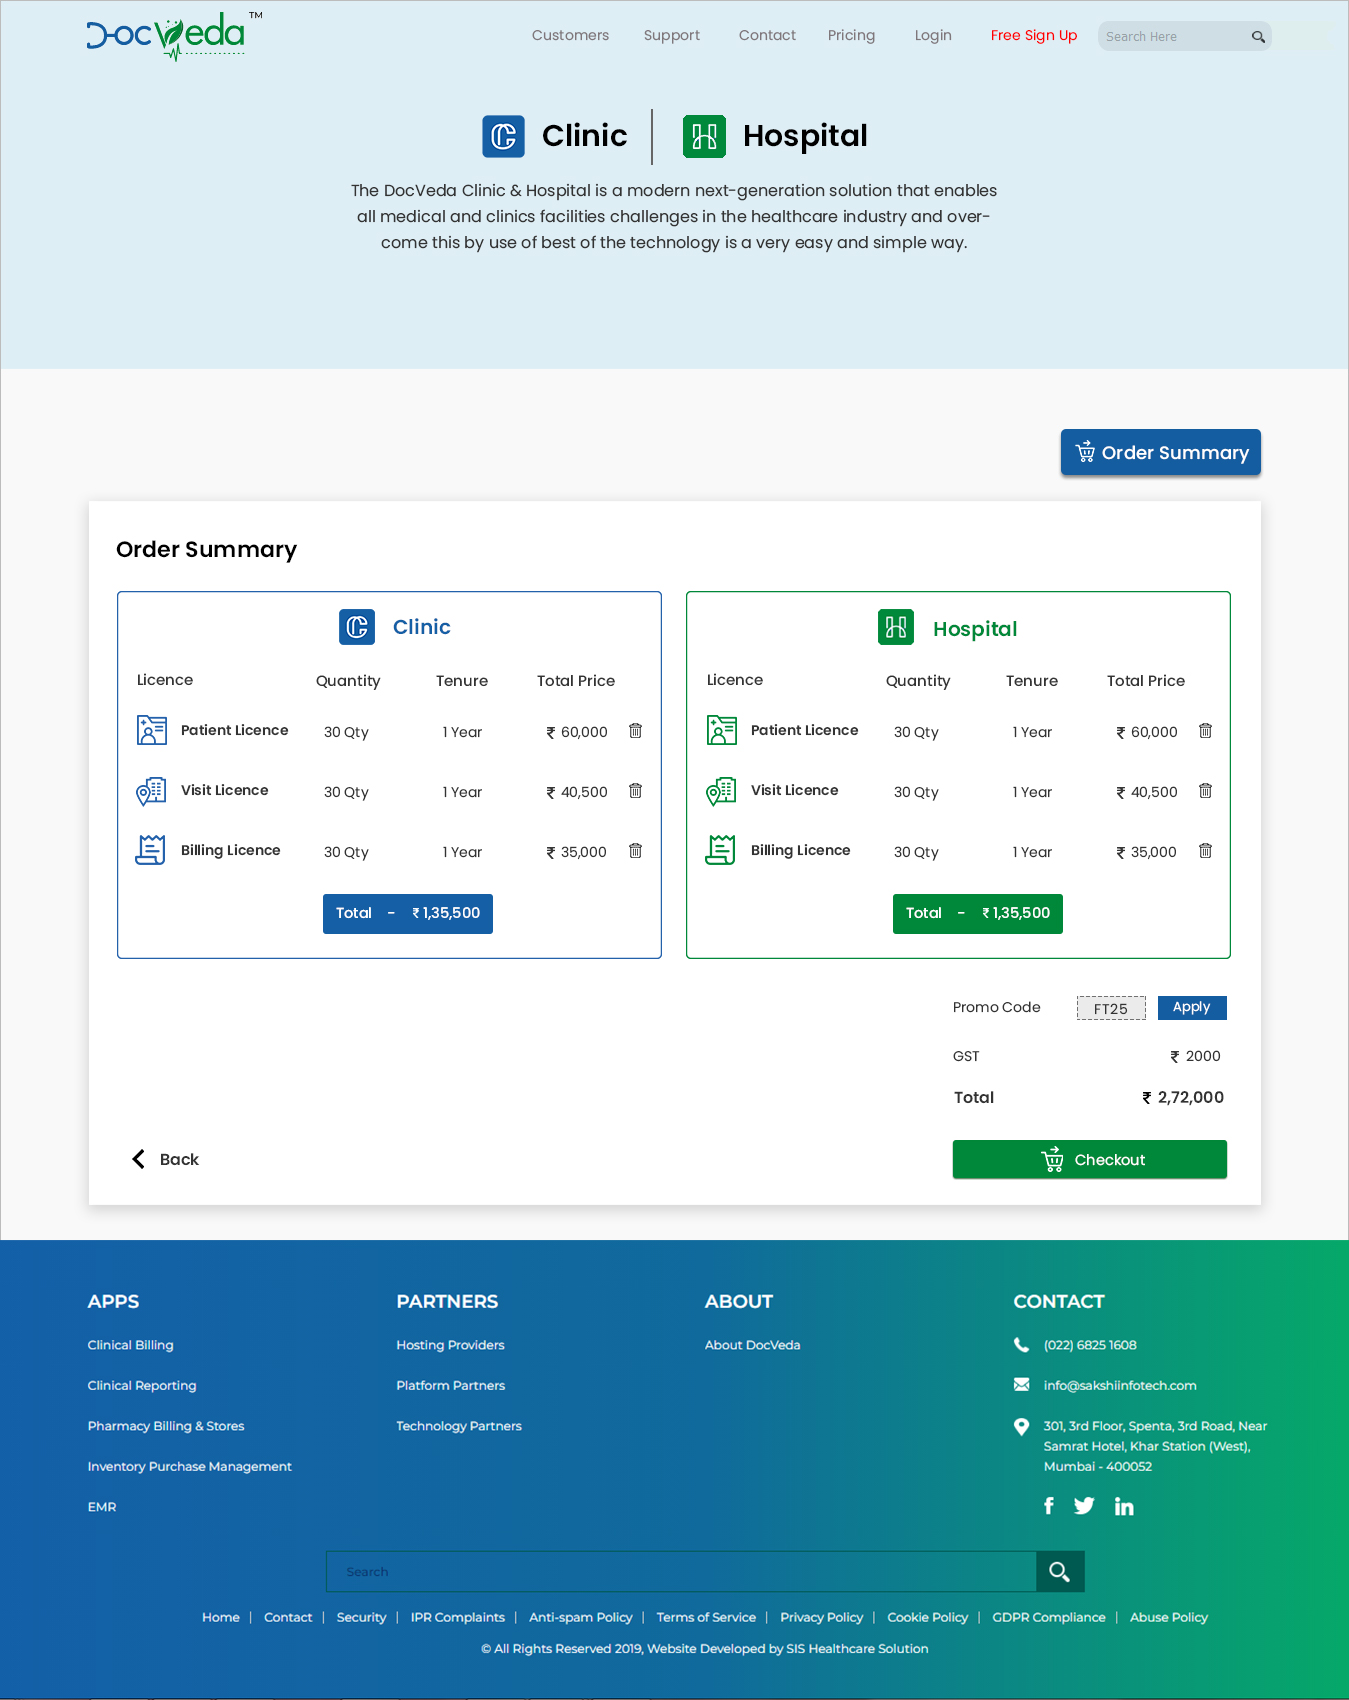 DocVeda™
Customers Support Contact Pricing Login Free Sign Up Search Here
Clinic Hospital
The DocVeda Clinic & Hospital is a modern next-generation solution that enables
all medical and clinics facilities challenges in the healthcare industry and over-
come this by use of best of the technology is a very easy and simple way.
Order Summary
Order Summary
Clinic
Licence Quantity Tenure Total Price
Patient Licence 30 Qty 1 Year ₹ 60,000
Visit Licence 30 Qty 1 Year ₹ 40,500
Billing Licence 30 Qty 1 Year ₹ 35,000
Total - ₹ 1,35,500
Hospital
Licence Quantity Tenure Total Price
Patient Licence 30 Qty 1 Year ₹ 60,000
Visit Licence 30 Qty 1 Year ₹ 40,500
Billing Licence 30 Qty 1 Year ₹ 35,000
Total - ₹ 1,35,500
Promo Code FT25 Apply
GST ₹ 2000
Total ₹ 2,72,000
Back
Checkout
APPS
Clinical Billing
Clinical Reporting
Pharmacy Billing & Stores
Inventory Purchase Management
EMR
PARTNERS
Hosting Providers
Platform Partners
Technology Partners
ABOUT
About DocVeda
CONTACT
(022) 6825 1608
info@sakshiinfotech.com
301, 3rd Floor, Spenta, 3rd Road, Near
Samrat Hotel, Khar Station (West),
Mumbai - 400052
Search
Home | Contact | Security | IPR Complaints | Anti-spam Policy | Terms of Service | Privacy Policy | Cookie Policy | GDPR Compliance | Abuse Policy
© All Rights Reserved 2019, Website Developed by SIS Healthcare Solution